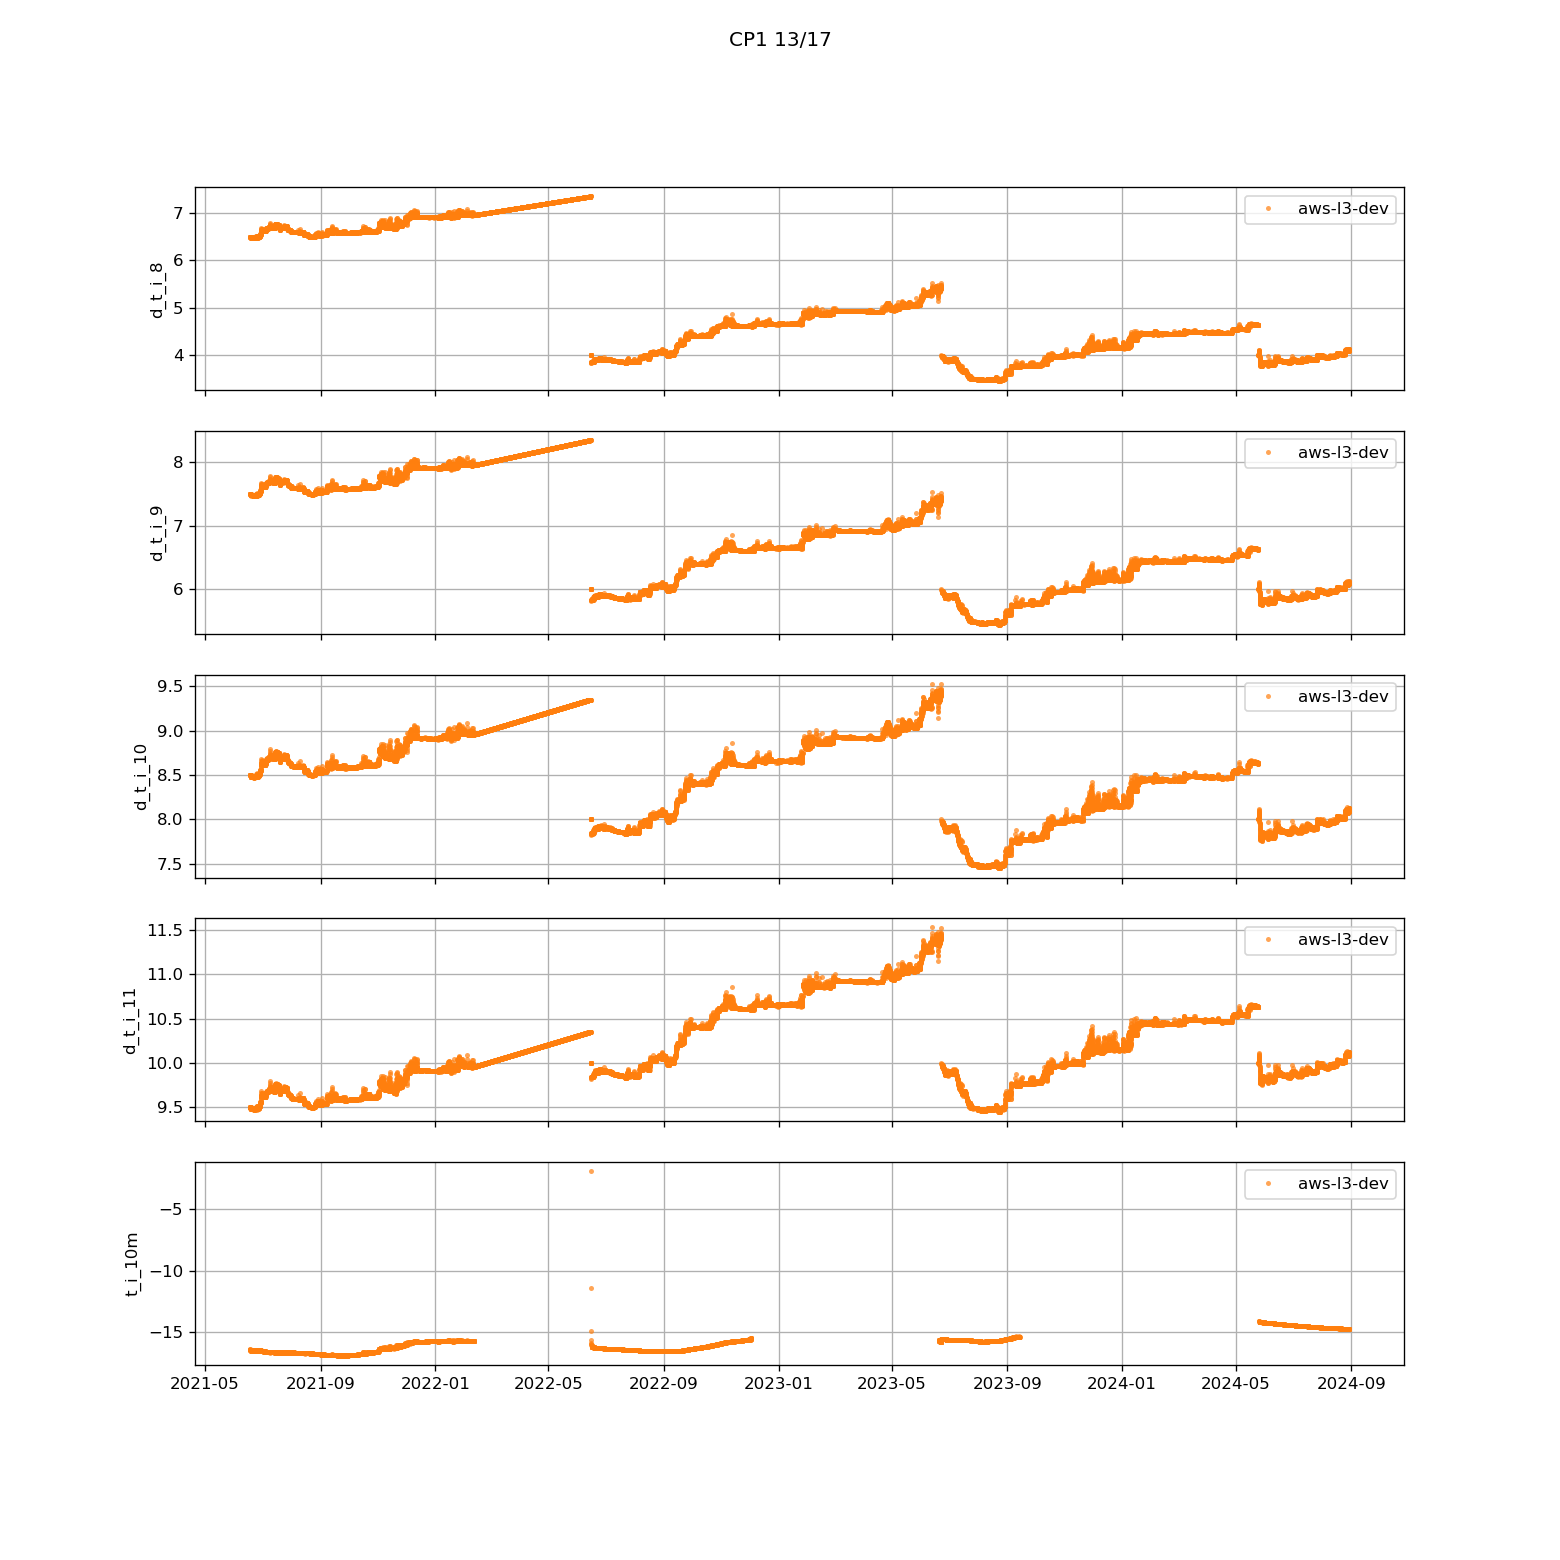 CP1 13/17
7
6
5
4
d_t_i_8
aws-l3-dev
8
7
6
d_t_i_9
aws-l3-dev
9.5
9.0
8.5
8.0
7.5
d_t_i_10
aws-l3-dev
11.5
11.0
10.5
10.0
9.5
d_t_i_11
aws-l3-dev
−5
−10
−15
t_i_10m
aws-l3-dev
2021-05 2021-09 2022-01 2022-05 2022-09 2023-01 2023-05 2023-09 2024-01 2024-05 2024-09